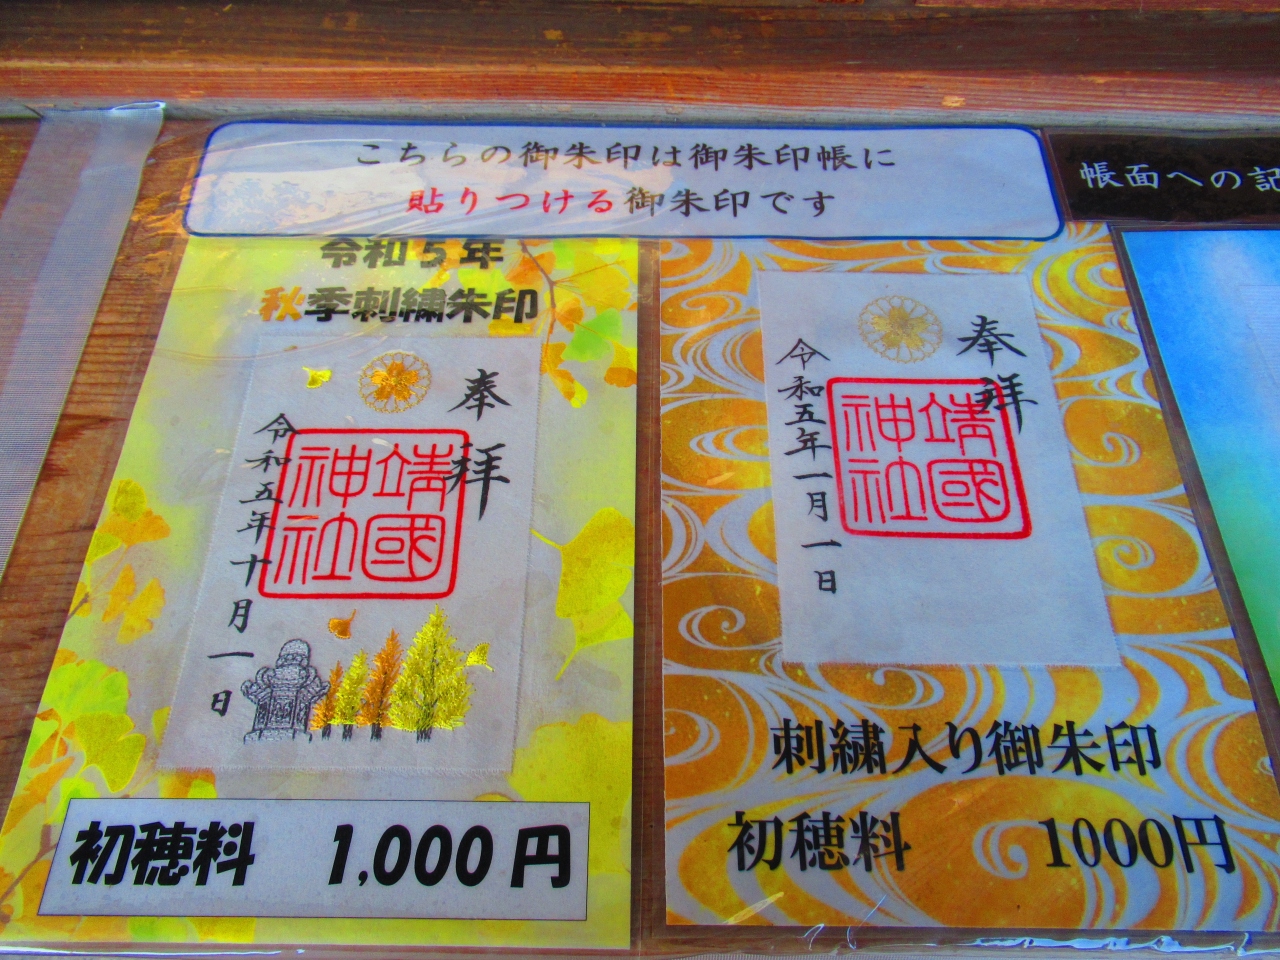 こちらの御朱印は御朱印帳に
貼りつける御朱印です
帳面への記
令和5年
秋季刺繍朱印
奉拝
靖國神社
令和五年十月一日
初穂料 1,000円
奉拝
靖國神社
令和五年一月一日
刺繍入り御朱印
初穂料 1000円